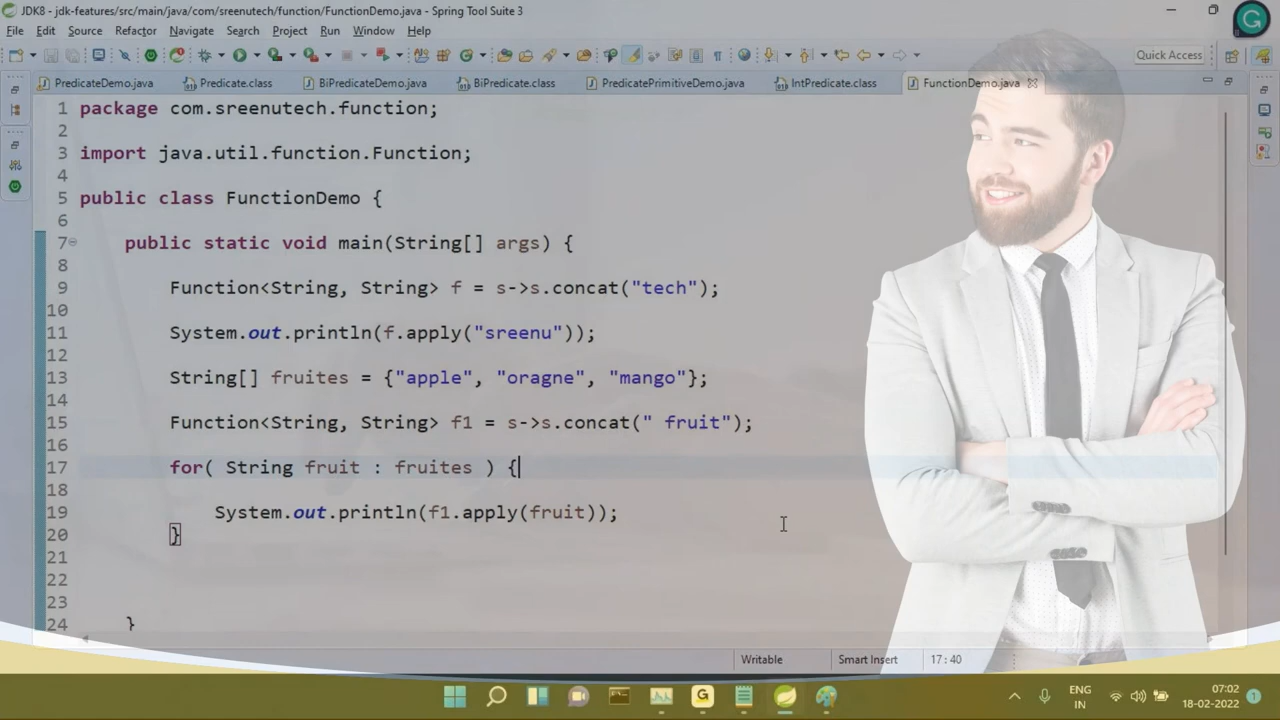 JDK8 - jdk-features/src/main/java/com/sreenutech/function/FunctionDemo.java - Spring Tool Suite 3
File Edit Source Refactor Navigate Search Project Run Window Help
Quick Access
PredicateDemo.java Predicate.class BiPredicateDemo.java BiPredicate.class PredicatePrimitiveDemo.java IntPredicate.class FunctionDemo.java
1 package com.sreenutech.function;
2
3 import java.util.function.Function;
4
5 public class FunctionDemo {
6
7 public static void main(String[] args) {
8
9 Function<String, String> f = s->s.concat("tech");
10
11 System.out.println(f.apply("sreenu"));
12
13 String[] fruites = {"apple", "oragne", "mango"};
14
15 Function<String, String> f1 = s->s.concat(" fruit");
16
17 for( String fruit : fruites ) {
18
19 System.out.println(f1.apply(fruit));
20 }
21
22
23
24 }
Writable Smart Insert 17:40
ENG
IN
07:02
18-02-2022
1